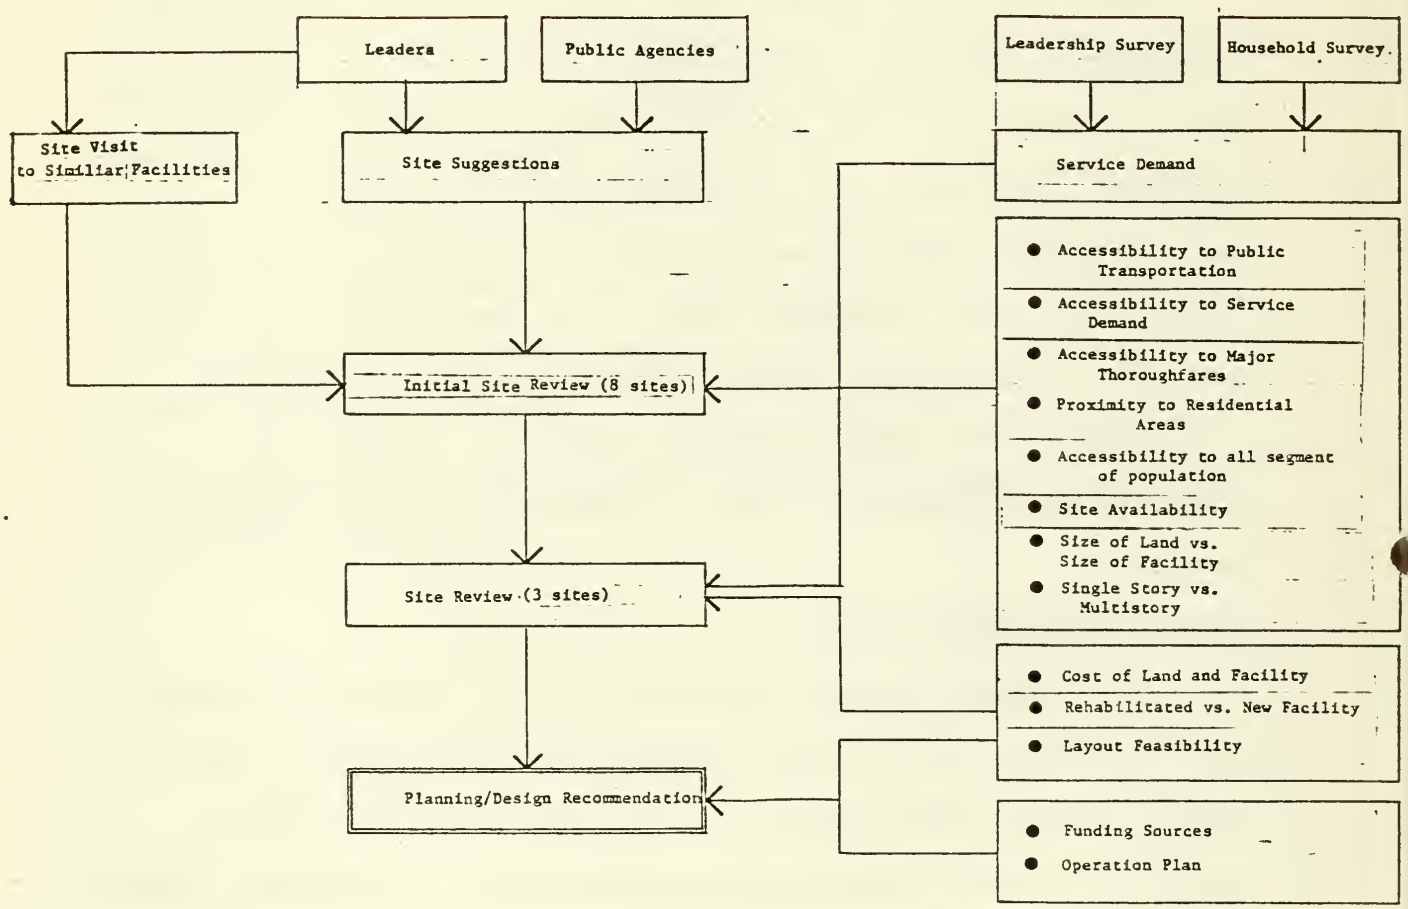 Leaders
Public Agencies
Leadership Survey
Household Survey
Site Visit
to Similiar Facilities
Site Suggestions
Service Demand
● Accessibility to Public
Transportation
● Accessibility to Service
Demand
● Accessibility to Major
Thoroughfares
● Proximity to Residential
Areas
● Accessibility to all segment
of population
● Site Availability
● Size of Land vs.
Size of Facility
● Single Story vs.
Multistory
Initial Site Review (8 sites)
Site Review (3 sites)
● Cost of Land and Facility
● Rehabilitated vs. New Facility
● Layout Feasibility
Planning/Design Recommendation
● Funding Sources
● Operation Plan